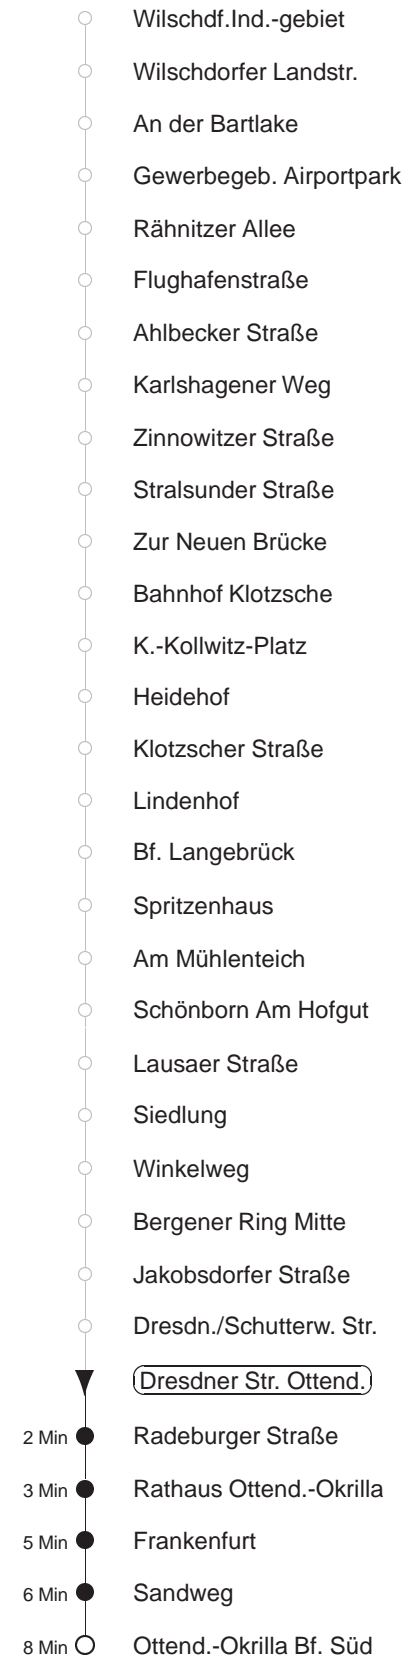 Wilschdf.Ind.-gebiet
Wilschdorfer Landstr.
An der Bartlake
Gewerbegeb. Airportpark
Rähnitzer Allee
Flughafenstraße
Ahlbecker Straße
Karlshagener Weg
Zinnowitzer Straße
Stralsunder Straße
Zur Neuen Brücke
Bahnhof Klotzsche
K.-Kollwitz-Platz
Heidehof
Klotzscher Straße
Lindenhof
Bf. Langebrück
Spritzenhaus
Am Mühlenteich
Schönborn Am Hofgut
Lausaer Straße
Siedlung
Winkelweg
Bergener Ring Mitte
Jakobsdorfer Straße
Dresdn./Schutterw. Str.
Dresdner Str. Ottend.
2 Min Radeburger Straße
3 Min Rathaus Ottend.-Okrilla
5 Min Frankenfurt
6 Min Sandweg
8 Min Ottend.-Okrilla Bf. Süd